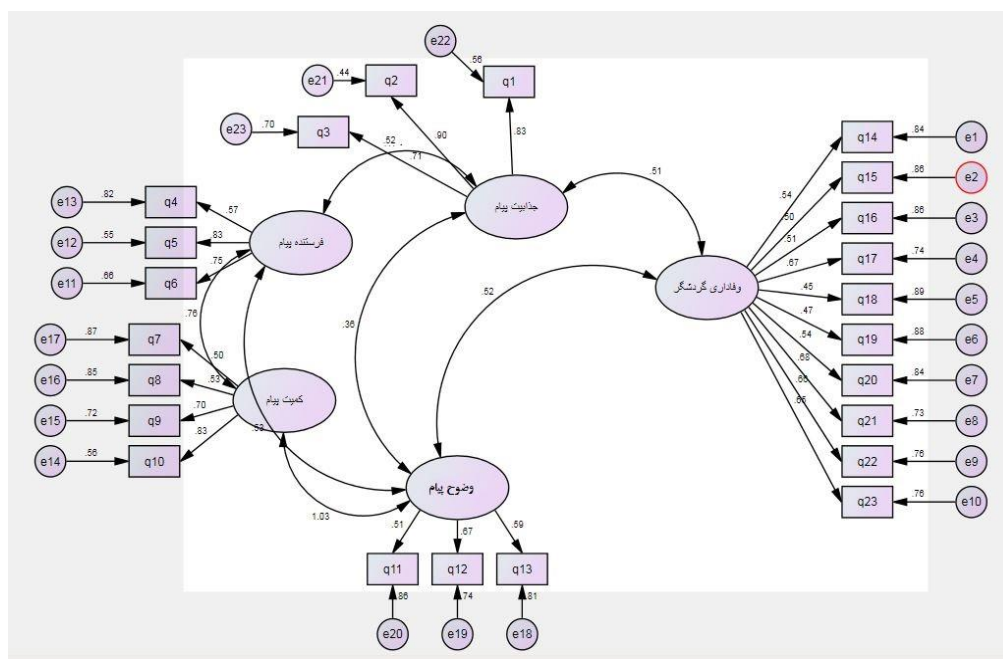 e22
.56
q1
e21
.44
q2
e23
.70
q3
.52
.71
.90
.83
جذابیت پیام
.51
e13
.82
q4
.57
e12
.55
q5
.83
e11
.66
q6
.75
فرستنده پیام
.76
.36
.52
وفاداری گردشگر
.54
q14
.84
e1
.50
q15
.86
e2
.51
q16
.86
e3
.67
q17
.74
e4
.45
q18
.89
e5
.47
q19
.88
e6
.54
q20
.84
e7
.68
q21
.73
e8
.66
q22
.76
e9
.65
q23
.76
e10
e17
.87
q7
.50
e16
.85
q8
.53
e15
.72
q9
.70
e14
.56
q10
.83
کمیت پیام
.53
1.03
وضوح پیام
.51
.67
.59
q11
q12
q13
.86
.74
.81
e20
e19
e18